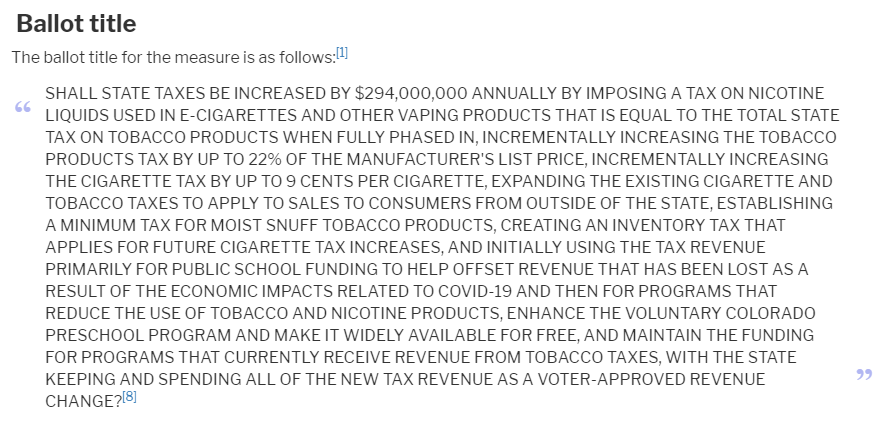 Ballot title
The ballot title for the measure is as follows:[1]
“
SHALL STATE TAXES BE INCREASED BY $294,000,000 ANNUALLY BY IMPOSING A TAX ON NICOTINE
LIQUIDS USED IN E-CIGARETTES AND OTHER VAPING PRODUCTS THAT IS EQUAL TO THE TOTAL STATE
TAX ON TOBACCO PRODUCTS WHEN FULLY PHASED IN, INCREMENTALLY INCREASING THE TOBACCO
PRODUCTS TAX BY UP TO 22% OF THE MANUFACTURER'S LIST PRICE, INCREMENTALLY INCREASING
THE CIGARETTE TAX BY UP TO 9 CENTS PER CIGARETTE, EXPANDING THE EXISTING CIGARETTE AND
TOBACCO TAXES TO APPLY TO SALES TO CONSUMERS FROM OUTSIDE OF THE STATE, ESTABLISHING
A MINIMUM TAX FOR MOIST SNUFF TOBACCO PRODUCTS, CREATING AN INVENTORY TAX THAT
APPLIES FOR FUTURE CIGARETTE TAX INCREASES, AND INITIALLY USING THE TAX REVENUE
PRIMARILY FOR PUBLIC SCHOOL FUNDING TO HELP OFFSET REVENUE THAT HAS BEEN LOST AS A
RESULT OF THE ECONOMIC IMPACTS RELATED TO COVID-19 AND THEN FOR PROGRAMS THAT
REDUCE THE USE OF TOBACCO AND NICOTINE PRODUCTS, ENHANCE THE VOLUNTARY COLORADO
PRESCHOOL PROGRAM AND MAKE IT WIDELY AVAILABLE FOR FREE, AND MAINTAIN THE FUNDING
FOR PROGRAMS THAT CURRENTLY RECEIVE REVENUE FROM TOBACCO TAXES, WITH THE STATE
KEEPING AND SPENDING ALL OF THE NEW TAX REVENUE AS A VOTER-APPROVED REVENUE
CHANGE?[8]
”